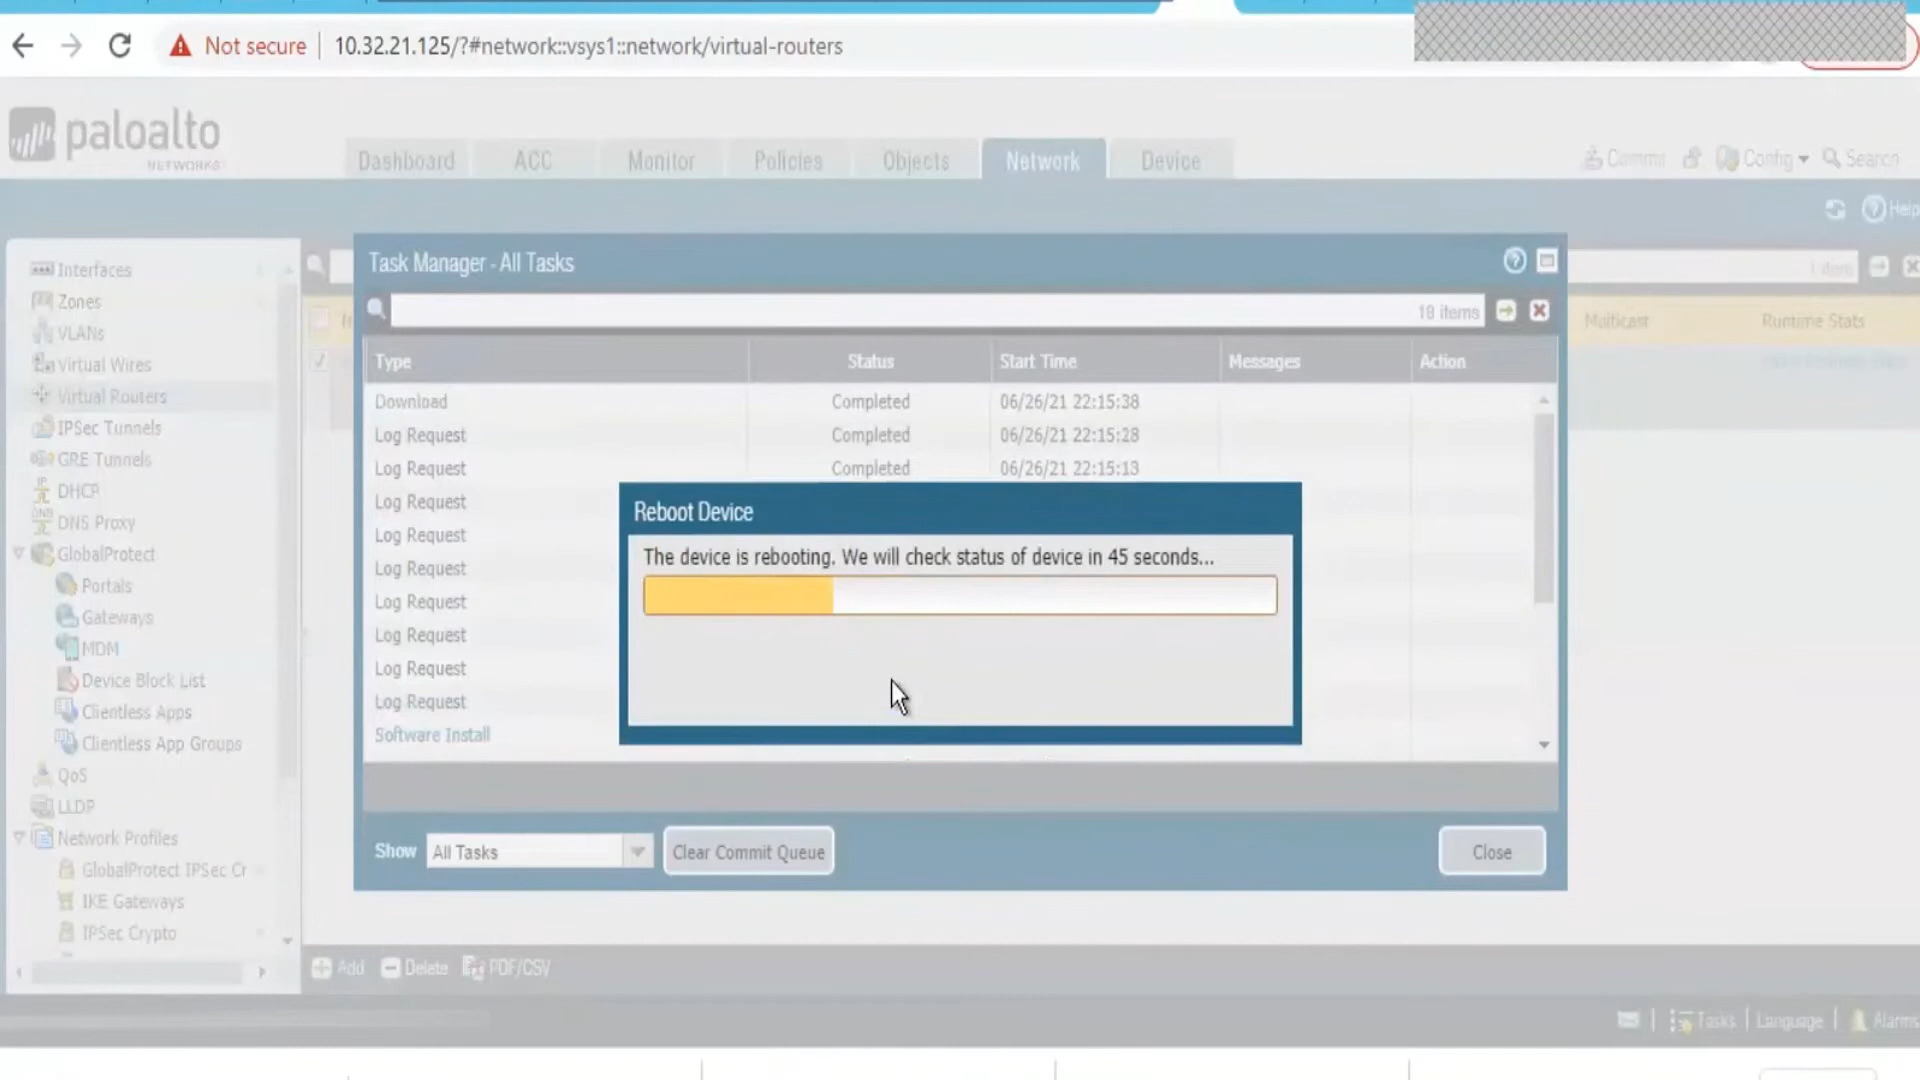 Not secure 10.32.21.125/?#network::vsys1::network/virtual-routers
paloalto
NETWORKS
Dashboard ACC Monitor Policies Objects Network Device
Commit Config Search
Help
Interfaces
Zones
VLANs
Virtual Wires
Virtual Routers
IPSec Tunnels
GRE Tunnels
DHCP
DNS Proxy
GlobalProtect
Portals
Gateways
MDM
Device Block List
Clientless Apps
Clientless App Groups
QoS
LLDP
Network Profiles
GlobalProtect IPSec Cr
IKE Gateways
IPSec Crypto
Task Manager - All Tasks
18 items
Type Status Start Time Messages Action
Download Completed 06/26/21 22:15:38
Log Request Completed 06/26/21 22:15:28
Log Request Completed 06/26/21 22:15:13
Log Request
Log Request
Log Request
Log Request
Log Request
Log Request
Log Request
Software Install
Reboot Device
The device is rebooting. We will check status of device in 45 seconds...
Show All Tasks Clear Commit Queue Close
1 item
Multicast Runtime Stats
Add Delete PDF/CSV
Tasks Language Alarms